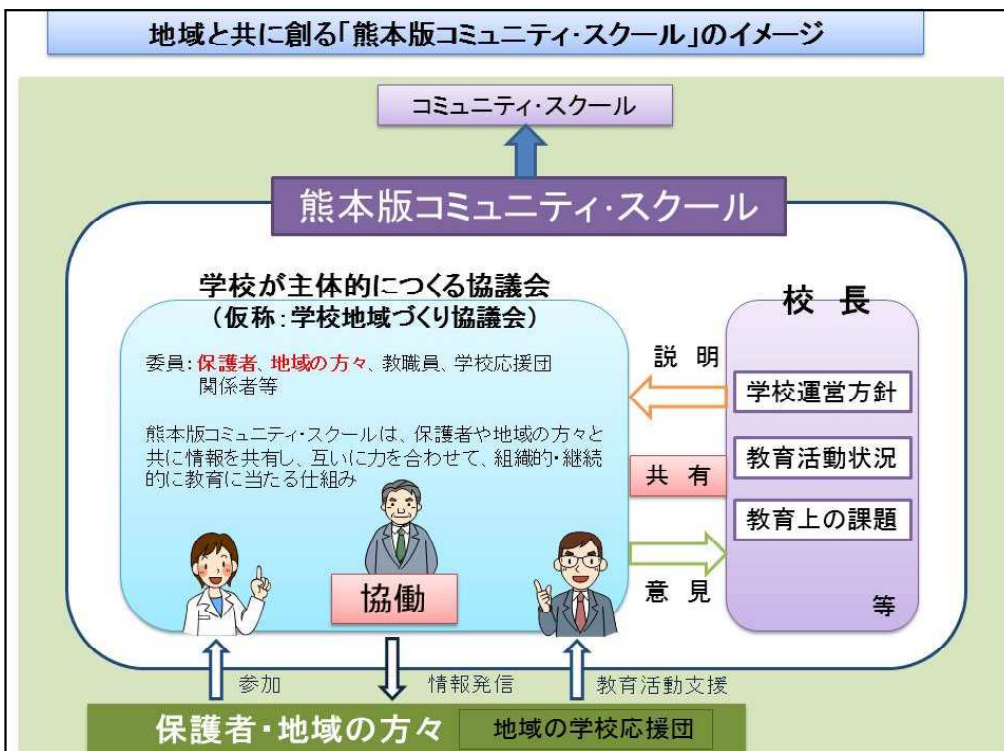 地域と共に創る「熊本版コミュニティ・スクール」のイメージ
コミュニティ・スクール
熊本版コミュニティ・スクール
学校が主体的につくる協議会
（仮称：学校地域づくり協議会）
委員：保護者、地域の方々、教職員、学校応援団
関係者等
熊本版コミュニティ・スクールは、保護者や地域の方々と
共に情報を共有し、互いに力を合わせて、組織的・継続
的に教育に当たる仕組み
協働
説 明
共 有
意 見
校 長
学校運営方針
教育活動状況
教育上の課題
等
参加
情報発信
教育活動支援
保護者・地域の方々
地域の学校応援団